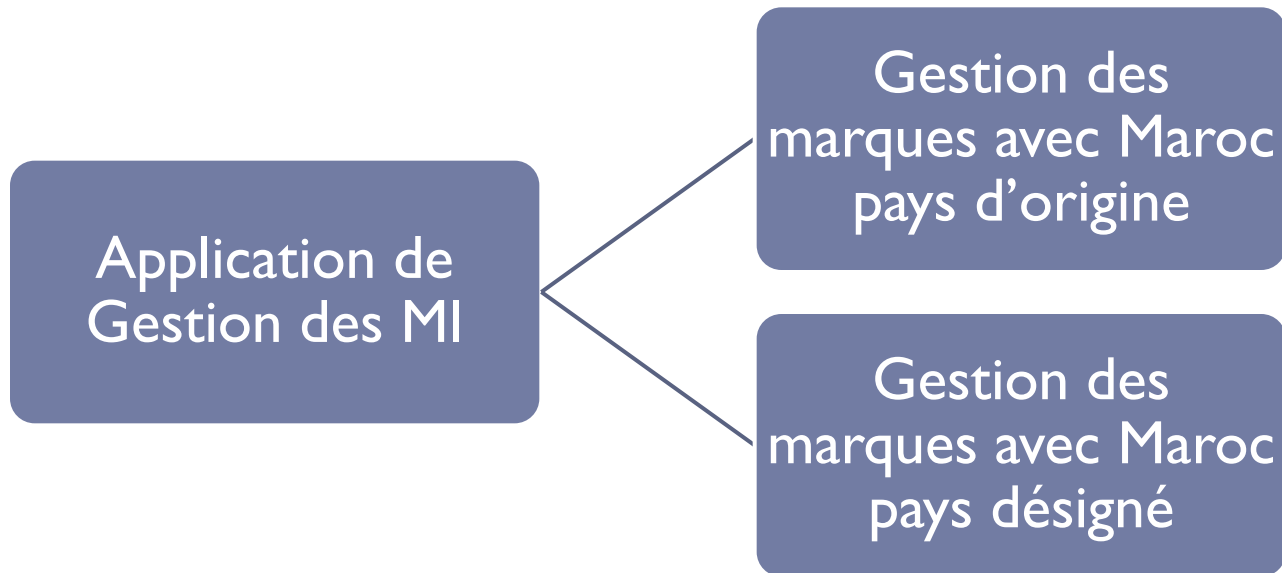 Application de
Gestion des MI
Gestion des
marques avec Maroc
pays d’origine
Gestion des
marques avec Maroc
pays désigné